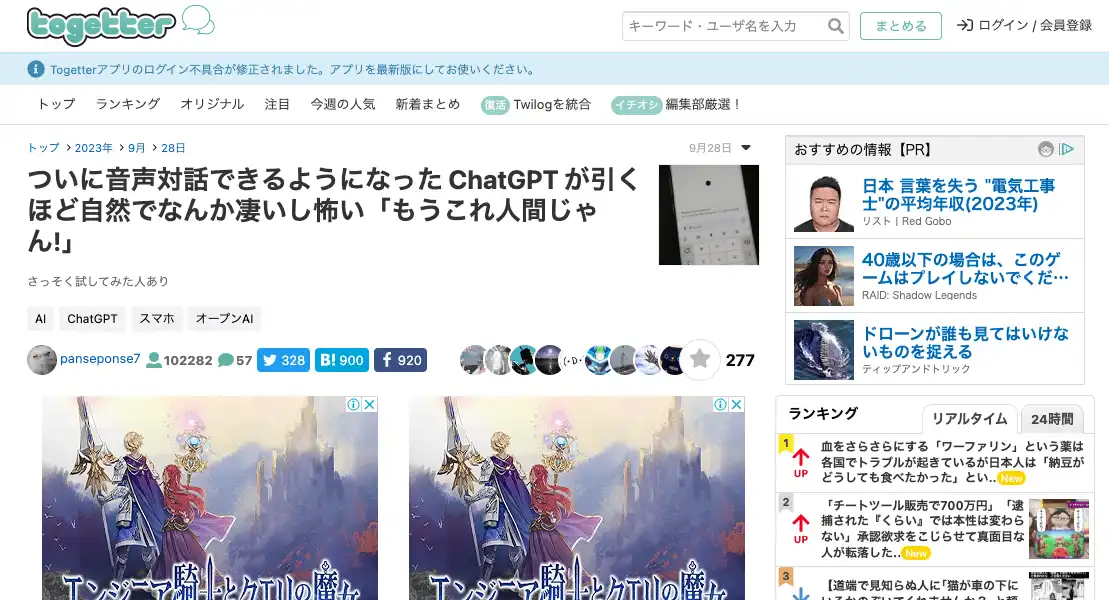 togetter
キーワード・ユーザ名を入力
まとめる
ログイン / 会員登録
Togetterアプリのログイン不具合が修正されました。アプリを最新版にしてお使いください。
トップ ランキング オリジナル 注目 今週の人気 新着まとめ 復活 Twilogを統合 イチオシ 編集部厳選！
トップ > 2023年 > 9月 > 28日
9月28日
ついに音声対話できるようになった ChatGPT が引く
ほど自然でなんか凄いし怖い「もうこれ人間じゃ
ん!」
さっそく試してみた人あり
AI ChatGPT スマホ オープンAI
panseponse7 102282 57 328 B! 900 920
277
エンジニア騎士とクエリの魔女
エンジニア騎士とクエリの魔女
おすすめの情報【PR】
日本 言葉を失う "電気工事
士"の平均年収(2023年)
リスト | Red Gobo
40歳以下の場合は、このゲ
ームはプレイしないでくだ…
RAID: Shadow Legends
ドローンが誰も見てはいけな
いものを捉える
ティップアンドトリック
ランキング
リアルタイム
24時間
1
UP
血をさらさらにする「ワーファリン」という薬は
各国でトラブルが起きているが日本人は「納豆が
どうしても食べたかった」とい.. New
2
UP
「チートツール販売で700万円」「逮
捕された『くらい』では本性は変わら
ない」承認欲求をこじらせて真面目な
人が転落した.. New
3
【道端で見知らぬ人に｢猫が車の下に